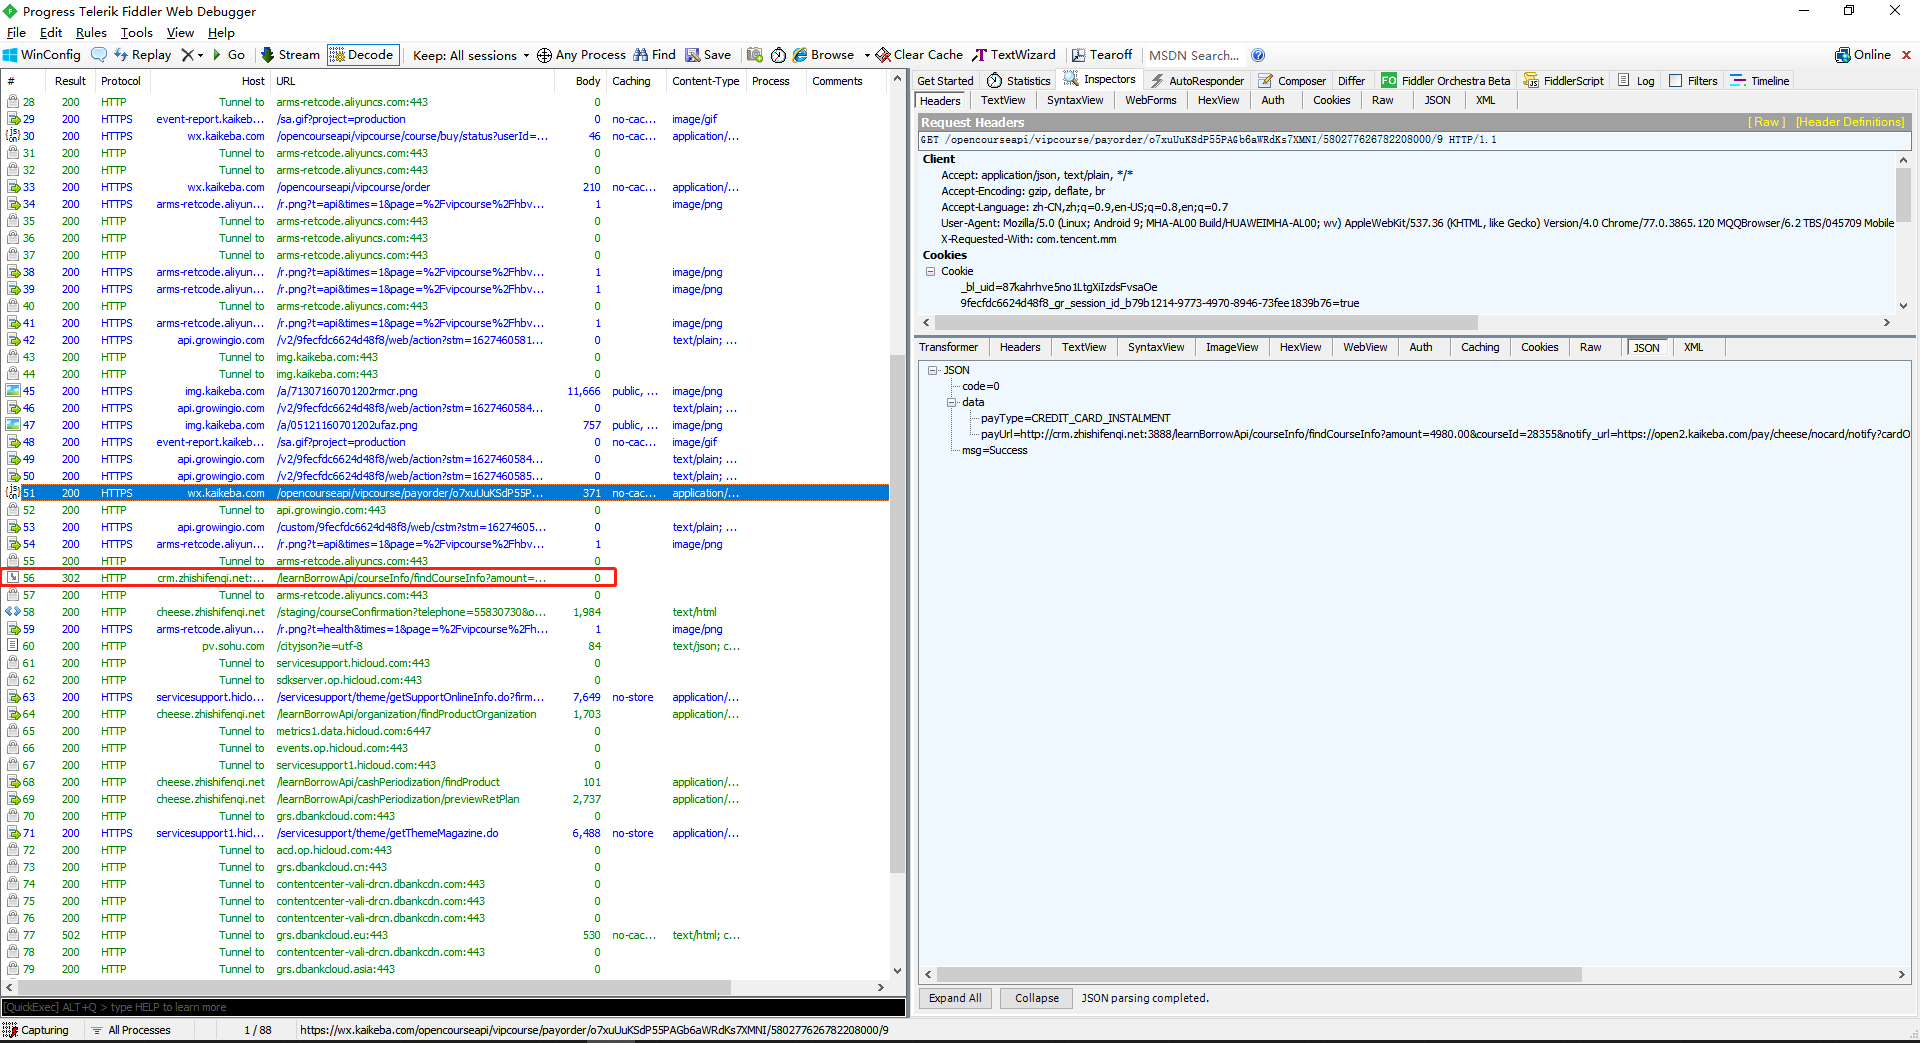 Progress Telerik Fiddler Web Debugger
File Edit Rules Tools View Help
WinConfig Replay Go Stream Decode Keep: All sessions Any Process Find Save Browse Clear Cache TextWizard Tearoff MSDN Search... Online
# Result Protocol Host URL Body Caching Content-Type Process Comments
28 200 HTTP Tunnel to arms-retcode.aliyuncs.com:443 0
29 200 HTTPS event-report.kaikeb... /sa.gif?project=production 0 no-cac... image/gif
30 200 HTTPS wx.kaikeba.com /opencourseapi/vipcourse/course/buy/status?userId=... 46 no-cac... application/...
31 200 HTTP Tunnel to arms-retcode.aliyuncs.com:443 0
32 200 HTTP Tunnel to arms-retcode.aliyuncs.com:443 0
33 200 HTTPS wx.kaikeba.com /opencourseapi/vipcourse/order 210 no-cac... application/...
34 200 HTTPS arms-retcode.aliyun... /r.png?t=api&times=1&page=%2Fvipcourse%2Fhbv... 1 image/png
35 200 HTTP Tunnel to arms-retcode.aliyuncs.com:443 0
36 200 HTTP Tunnel to arms-retcode.aliyuncs.com:443 0
37 200 HTTP Tunnel to arms-retcode.aliyuncs.com:443 0
38 200 HTTPS arms-retcode.aliyun... /r.png?t=api&times=1&page=%2Fvipcourse%2Fhbv... 1 image/png
39 200 HTTPS arms-retcode.aliyun... /r.png?t=api&times=1&page=%2Fvipcourse%2Fhbv... 1 image/png
40 200 HTTP Tunnel to arms-retcode.aliyuncs.com:443 0
41 200 HTTPS arms-retcode.aliyun... /r.png?t=api&times=1&page=%2Fvipcourse%2Fhbv... 1 image/png
42 200 HTTPS api.growingio.com /v2/9fecfdc6624d48f8/web/action?stm=1627460581... 0 text/plain; ...
43 200 HTTP Tunnel to img.kaikeba.com:443 0
44 200 HTTP Tunnel to img.kaikeba.com:443 0
45 200 HTTPS img.kaikeba.com /a/71307160701202rmcr.png 11,666 public, ... image/png
46 200 HTTPS api.growingio.com /v2/9fecfdc6624d48f8/web/action?stm=1627460584... 0 text/plain; ...
47 200 HTTPS img.kaikeba.com /a/05121160701202ufaz.png 757 public, ... image/png
48 200 HTTPS event-report.kaikeb... /sa.gif?project=production 0 no-cac... image/gif
49 200 HTTPS api.growingio.com /v2/9fecfdc6624d48f8/web/action?stm=1627460584... 0 text/plain; ...
50 200 HTTPS api.growingio.com /v2/9fecfdc6624d48f8/web/action?stm=1627460585... 0 text/plain; ...
51 200 HTTPS wx.kaikeba.com /opencourseapi/vipcourse/payorder/o7xuUuKSdP55P... 371 no-cac... application/...
52 200 HTTP Tunnel to api.growingio.com:443 0
53 200 HTTPS api.growingio.com /custom/9fecfdc6624d48f8/web/cstm?stm=16274605... 0 text/plain; ...
54 200 HTTPS arms-retcode.aliyun... /r.png?t=api&times=1&page=%2Fvipcourse%2Fhbv... 1 image/png
55 200 HTTP Tunnel to arms-retcode.aliyuncs.com:443 0
56 302 HTTP crm.zhishifenqi.net:... /learnBorrowApi/courseInfo/findCourseInfo?amount=... 0
57 200 HTTP Tunnel to arms-retcode.aliyuncs.com:443 0
58 200 HTTP cheese.zhishifenqi.net /staging/courseConfirmation?telephone=55830730&o... 1,984 text/html
59 200 HTTPS arms-retcode.aliyun... /r.png?t=health&times=1&page=%2Fvipcourse%2Fh... 1 image/png
60 200 HTTP pv.sohu.com /cityjson?ie=utf-8 84 text/json; c...
61 200 HTTP Tunnel to servicesupport.hicloud.com:443 0
62 200 HTTP Tunnel to sdkserver.op.hicloud.com:443 0
63 200 HTTPS servicesupport.hiclo... /servicesupport/theme/getSupportOnlineInfo.do?firm... 7,649 no-store application/...
64 200 HTTP cheese.zhishifenqi.net /learnBorrowApi/organization/findProductOrganization 1,703 application/...
65 200 HTTP Tunnel to metrics1.data.hicloud.com:6447 0
66 200 HTTP Tunnel to events.op.hicloud.com:443 0
67 200 HTTP Tunnel to servicesupport1.hicloud.com:443 0
68 200 HTTP cheese.zhishifenqi.net /learnBorrowApi/cashPeriodization/findProduct 101 application/...
69 200 HTTP cheese.zhishifenqi.net /learnBorrowApi/cashPeriodization/previewRetPlan 2,737 application/...
70 200 HTTP Tunnel to grs.dbankcloud.com:443 0
71 200 HTTPS servicesupport1.hicl... /servicesupport/theme/getThemeMagazine.do 6,488 no-store application/...
72 200 HTTP Tunnel to acd.op.hicloud.com:443 0
73 200 HTTP Tunnel to grs.dbankcloud.cn:443 0
74 200 HTTP Tunnel to contentcenter-vali-drcn.dbankcdn.com:443 0
75 200 HTTP Tunnel to contentcenter-vali-drcn.dbankcdn.com:443 0
76 200 HTTP Tunnel to contentcenter-vali-drcn.dbankcdn.com:443 0
77 502 HTTP Tunnel to grs.dbankcloud.eu:443 530 no-cac... text/html; c...
78 200 HTTP Tunnel to contentcenter-vali-drcn.dbankcdn.com:443 0
79 200 HTTP Tunnel to grs.dbankcloud.asia:443 0
[QuickExec] ALT+Q > type HELP to learn more
Capturing All Processes 1 / 88 https://wx.kaikeba.com/opencourseapi/vipcourse/payorder/o7xuUuKSdP55PAGb6aWRdKs7XMNI/580277626782208000/9
Get Started Statistics Inspectors AutoResponder Composer Differ FO Fiddler Orchestra Beta FiddlerScript Log Filters Timeline
Headers TextView SyntaxView WebForms HexView Auth Cookies Raw JSON XML
Request Headers [ Raw ] [Header Definitions]
GET /opencourseapi/vipcourse/payorder/o7xuUuKSdP55PAGb6aWRdKs7XMNI/580277626782208000/9 HTTP/1.1
Client
Accept: application/json, text/plain, */*
Accept-Encoding: gzip, deflate, br
Accept-Language: zh-CN,zh;q=0.9,en-US;q=0.8,en;q=0.7
User-Agent: Mozilla/5.0 (Linux; Android 9; MHA-AL00 Build/HUAWEIMHA-AL00; wv) AppleWebKit/537.36 (KHTML, like Gecko) Version/4.0 Chrome/77.0.3865.120 MQQBrowser/6.2 TBS/045709 Mobile
X-Requested-With: com.tencent.mm
Cookies
Cookie
_bl_uid=87kahrhve5no1LtgXiIzdsFvsaOe
9fecfdc6624d48f8_gr_session_id_b79b1214-9773-4970-8946-73fee1839b76=true
Transformer Headers TextView SyntaxView ImageView HexView WebView Auth Caching Cookies Raw JSON XML
JSON
code=0
data
payType=CREDIT_CARD_INSTALMENT
payUrl=http://crm.zhishifenqi.net:3888/learnBorrowApi/courseInfo/findCourseInfo?amount=4980.00&courseId=28355&notify_url=https://open2.kaikeba.com/pay/cheese/nocard/notify?cardO
msg=Success
Expand All Collapse JSON parsing completed.